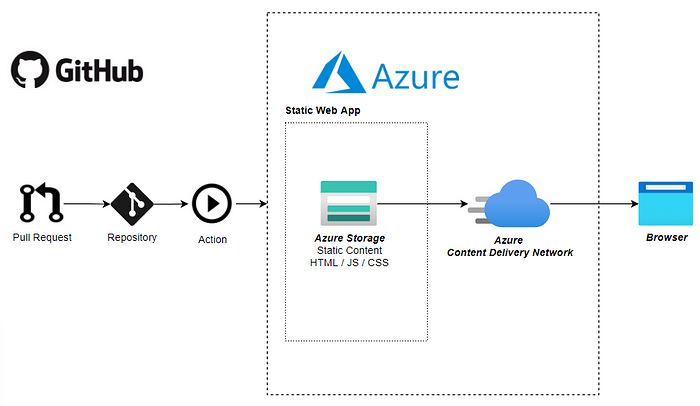 GitHub
Azure
Static Web App
Pull Request
Repository
Action
Azure Storage
Static Content
HTML / JS / CSS
Azure
Content Delivery Network
Browser